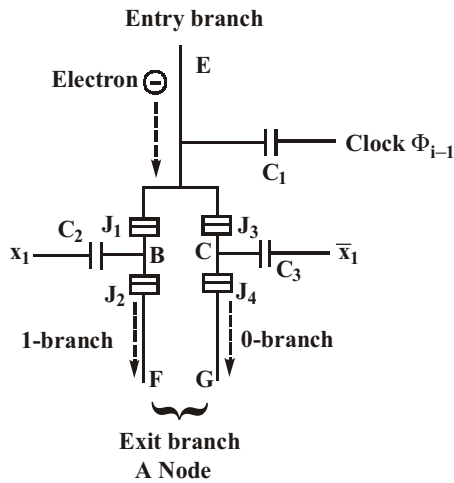 Entry branch
E
Electron
Clock Φi–1
C1
C2
J1
J3
x1
B
C
x̄1
C3
J2
J4
1-branch
0-branch
F
G
Exit branch
A Node